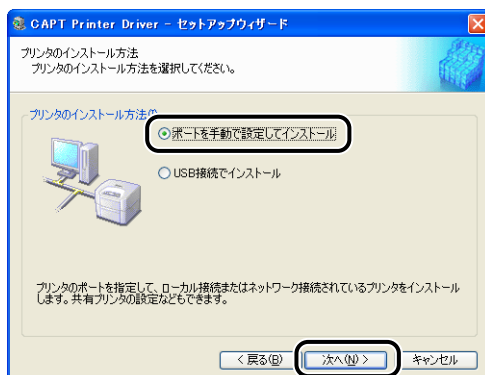 CAPT Printer Driver - セットアップウィザード
プリンタのインストール方法
プリンタのインストール方法を選択してください。
プリンタのインストール方法(I)
ポートを手動で設定してインストール
USB接続でインストール
プリンタのポートを指定して、ローカル接続またはネットワーク接続されているプリンタをインストール
します。共有プリンタの設定などもできます。
< 戻る(B)
次へ(N) >
キャンセル